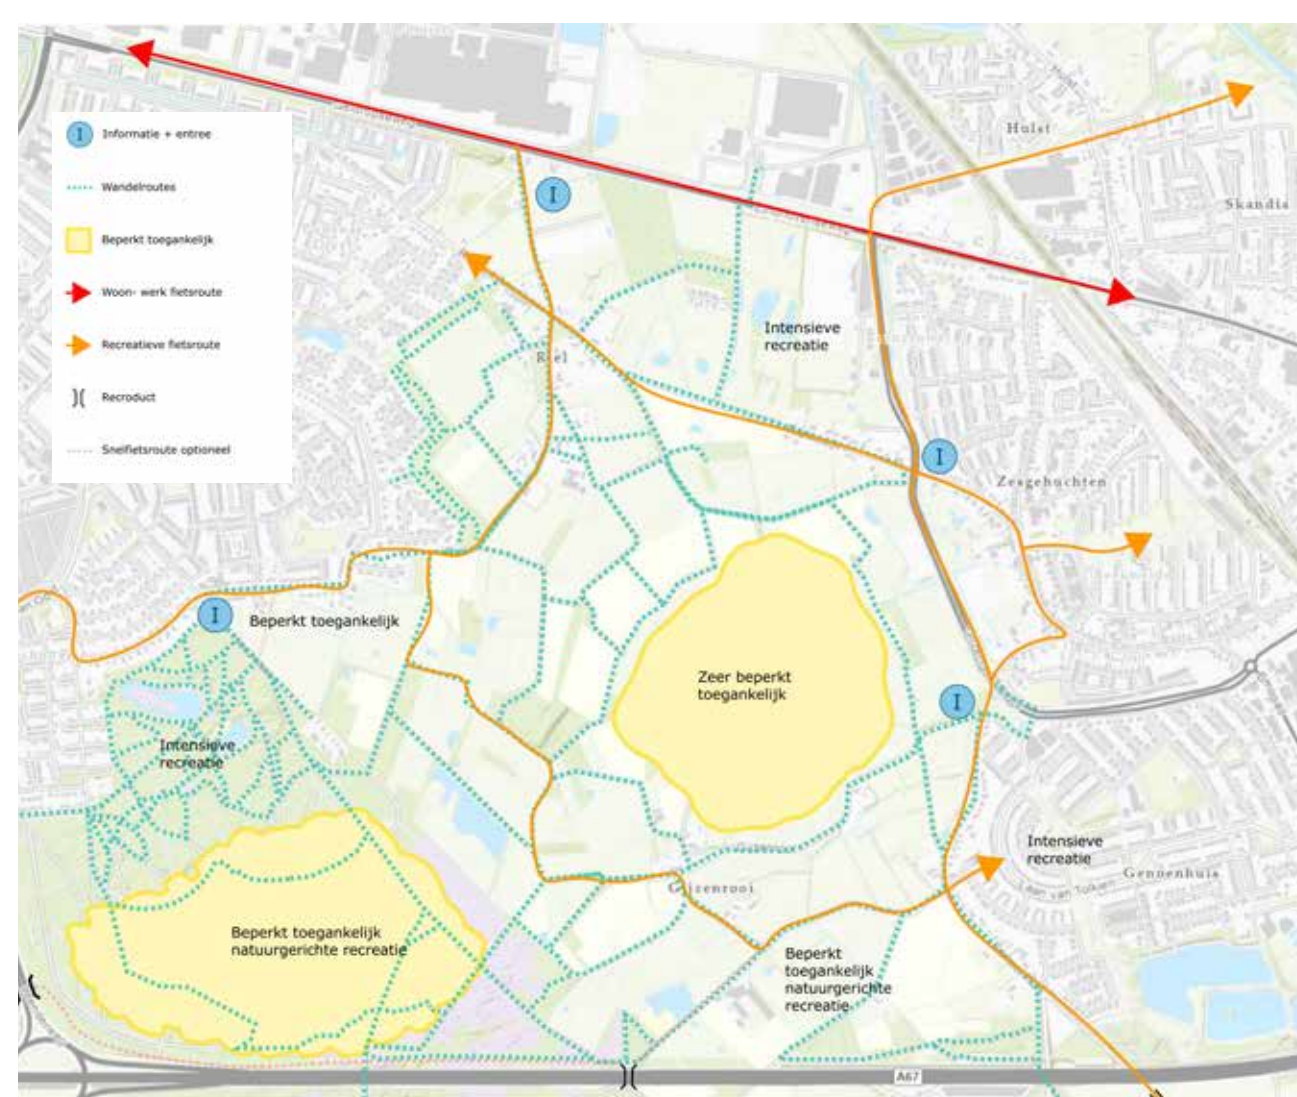 I
Informatie + entree
Wandelroutes
Beperkt toegankelijk
Woon- werk fietsroute
Recreatieve fietsroute
Recroduct
Snelfietsroute optioneel
Hulst
Skandia
I
Intensieve
recreatie
Riel
I
Zesgehuchten
I
Beperkt toegankelijk
Zeer beperkt
toegankelijk
I
Intensieve
recreatie
Intensieve
recreatie
Gennenhuis
Laan van Tolkien
Gijzenrooi
Beperkt toegankelijk
natuurgerichte recreatie
Beperkt
toegankelijk
natuurgerichte
recreatie
A67